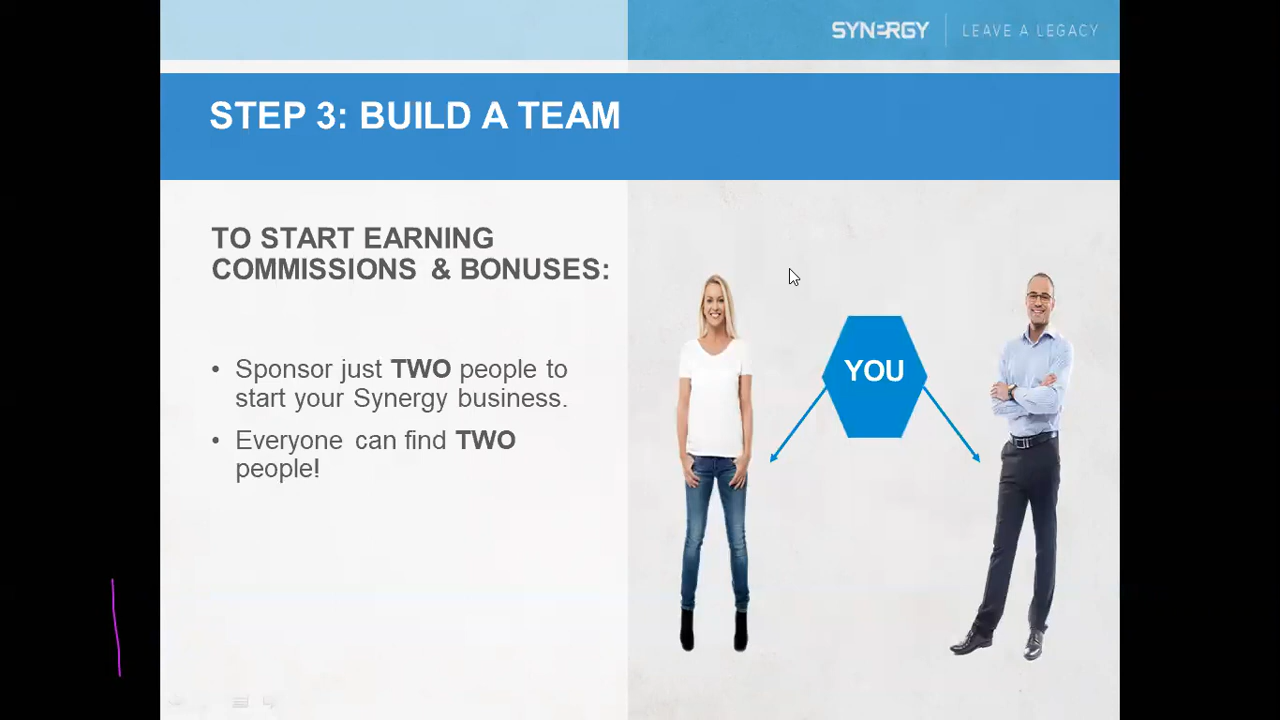 SYNERGY | LEAVE A LEGACY
STEP 3: BUILD A TEAM
TO START EARNING
COMMISSIONS & BONUSES:
• Sponsor just TWO people to
start your Synergy business.
• Everyone can find TWO
people!
YOU